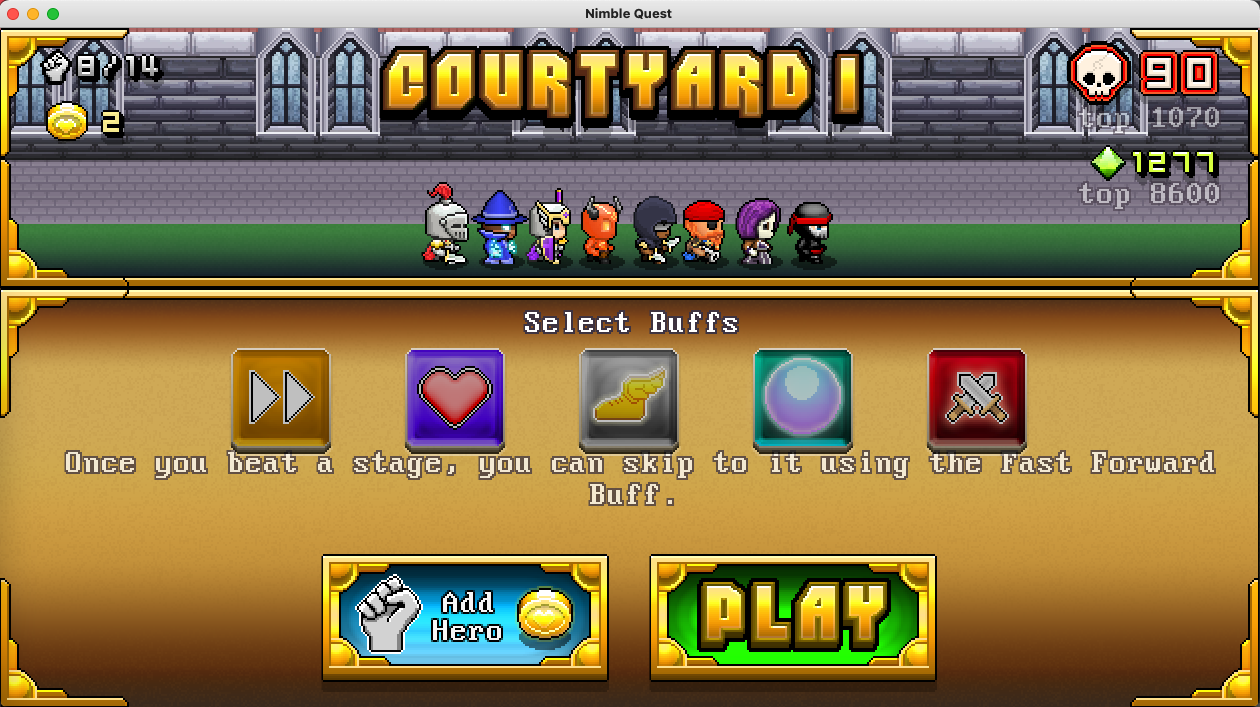 Nimble Quest
8/14
COURTYARD I
90
2
top 1070
1277
top 8600
Select Buffs
Once you beat a stage, you can skip to it using the Fast Forward
Buff.
Add
Hero
PLAY